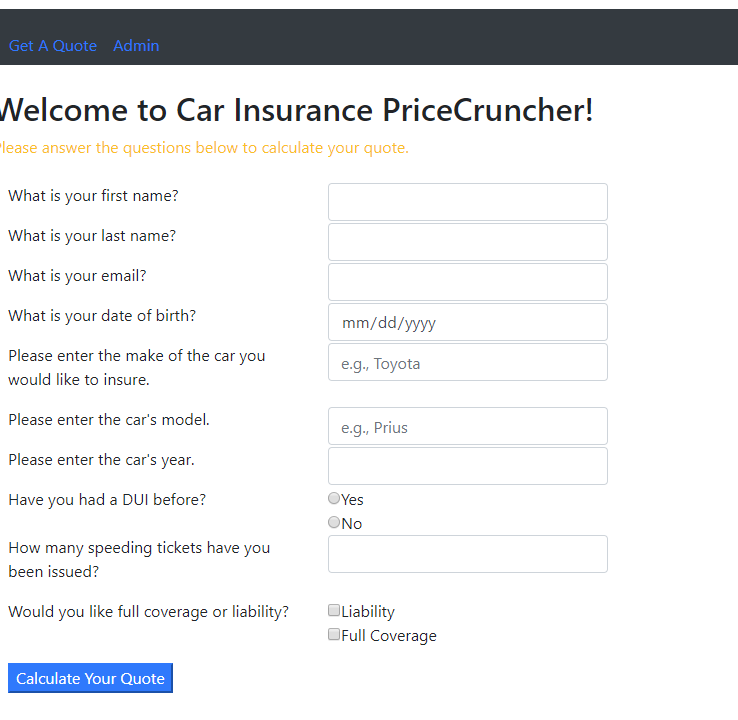 Get A Quote Admin
Welcome to Car Insurance PriceCruncher!
Please answer the questions below to calculate your quote.
What is your first name?
What is your last name?
What is your email?
What is your date of birth? mm/dd/yyyy
Please enter the make of the car you e.g., Toyota
would like to insure.
Please enter the car's model. e.g., Prius
Please enter the car's year.
Have you had a DUI before? Yes
No
How many speeding tickets have you
been issued?
Would you like full coverage or liability? Liability
Full Coverage
Calculate Your Quote